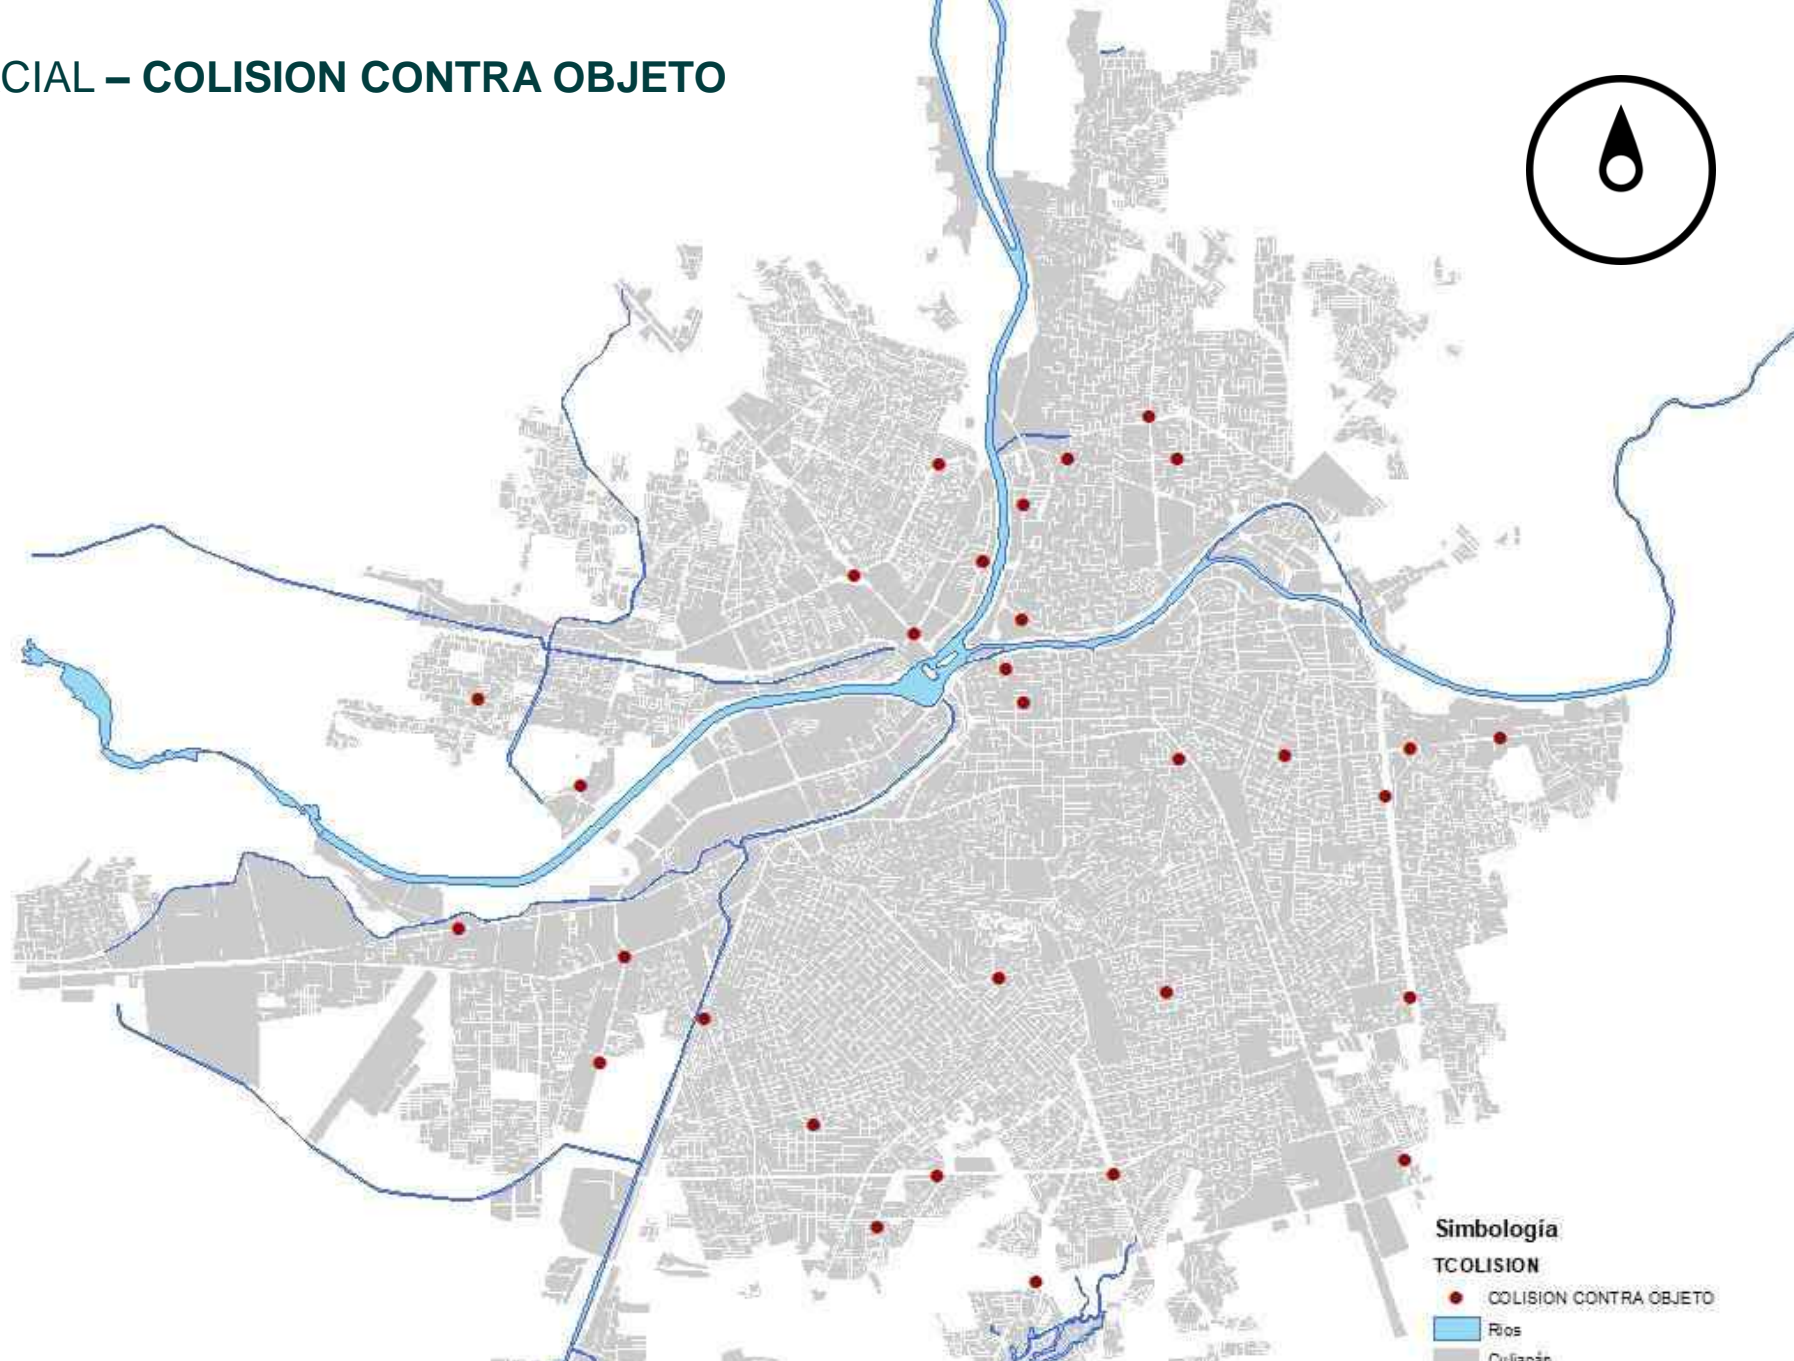 CIAL – COLISION CONTRA OBJETO
Simbología
TCOLISION
COLISION CONTRA OBJETO
Rios